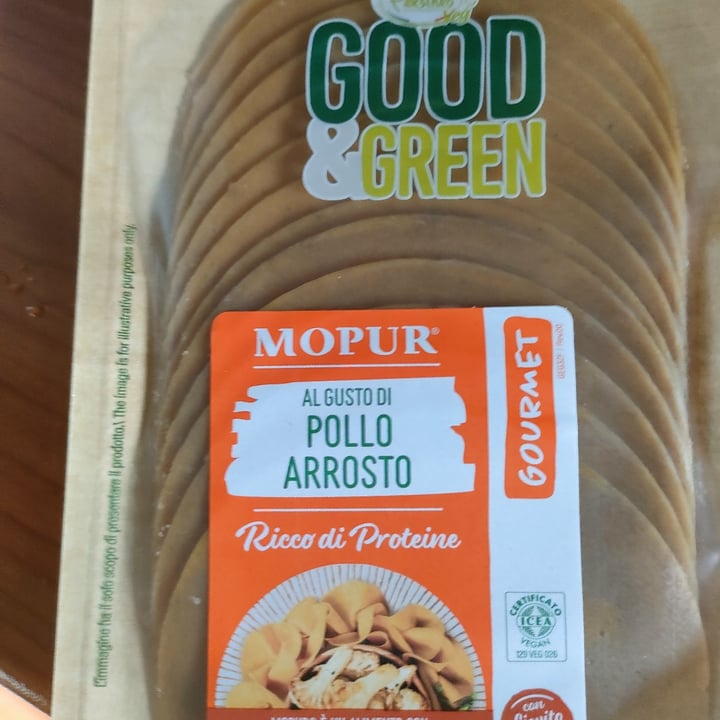 GOOD
&GREEN
MOPUR®
AL GUSTO DI
POLLO
ARROSTO
Ricco di Proteine
GOURMET
CERTIFICATO
ICEA
VEGAN
con
L'immagine ha il solo scopo di presentare il prodotto.\ The image is for illustrative purposes only.